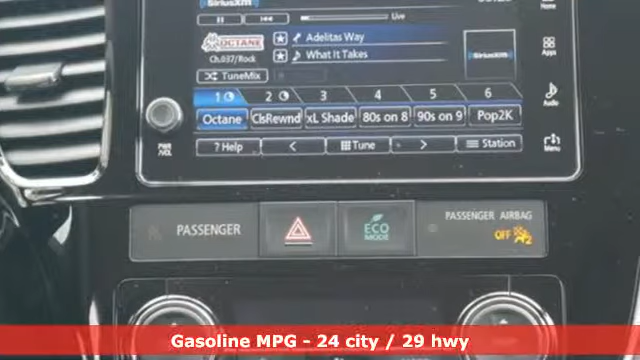 SiriusXM
Live
OCTANE
Adelitas Way
What It Takes
Ch.037/Rock
SiriusXM
TuneMix
1 2 3 4 5 6
Octane ClsRewnd xL Shade 80s on 8 90s on 9 Pop2K
? Help < Tune > Station
Home
Apps
Audio
Menu
PWR
/VOL
PASSENGER
ECO
MODE
PASSENGER AIRBAG
OFF 2
Gasoline MPG - 24 city / 29 hwy